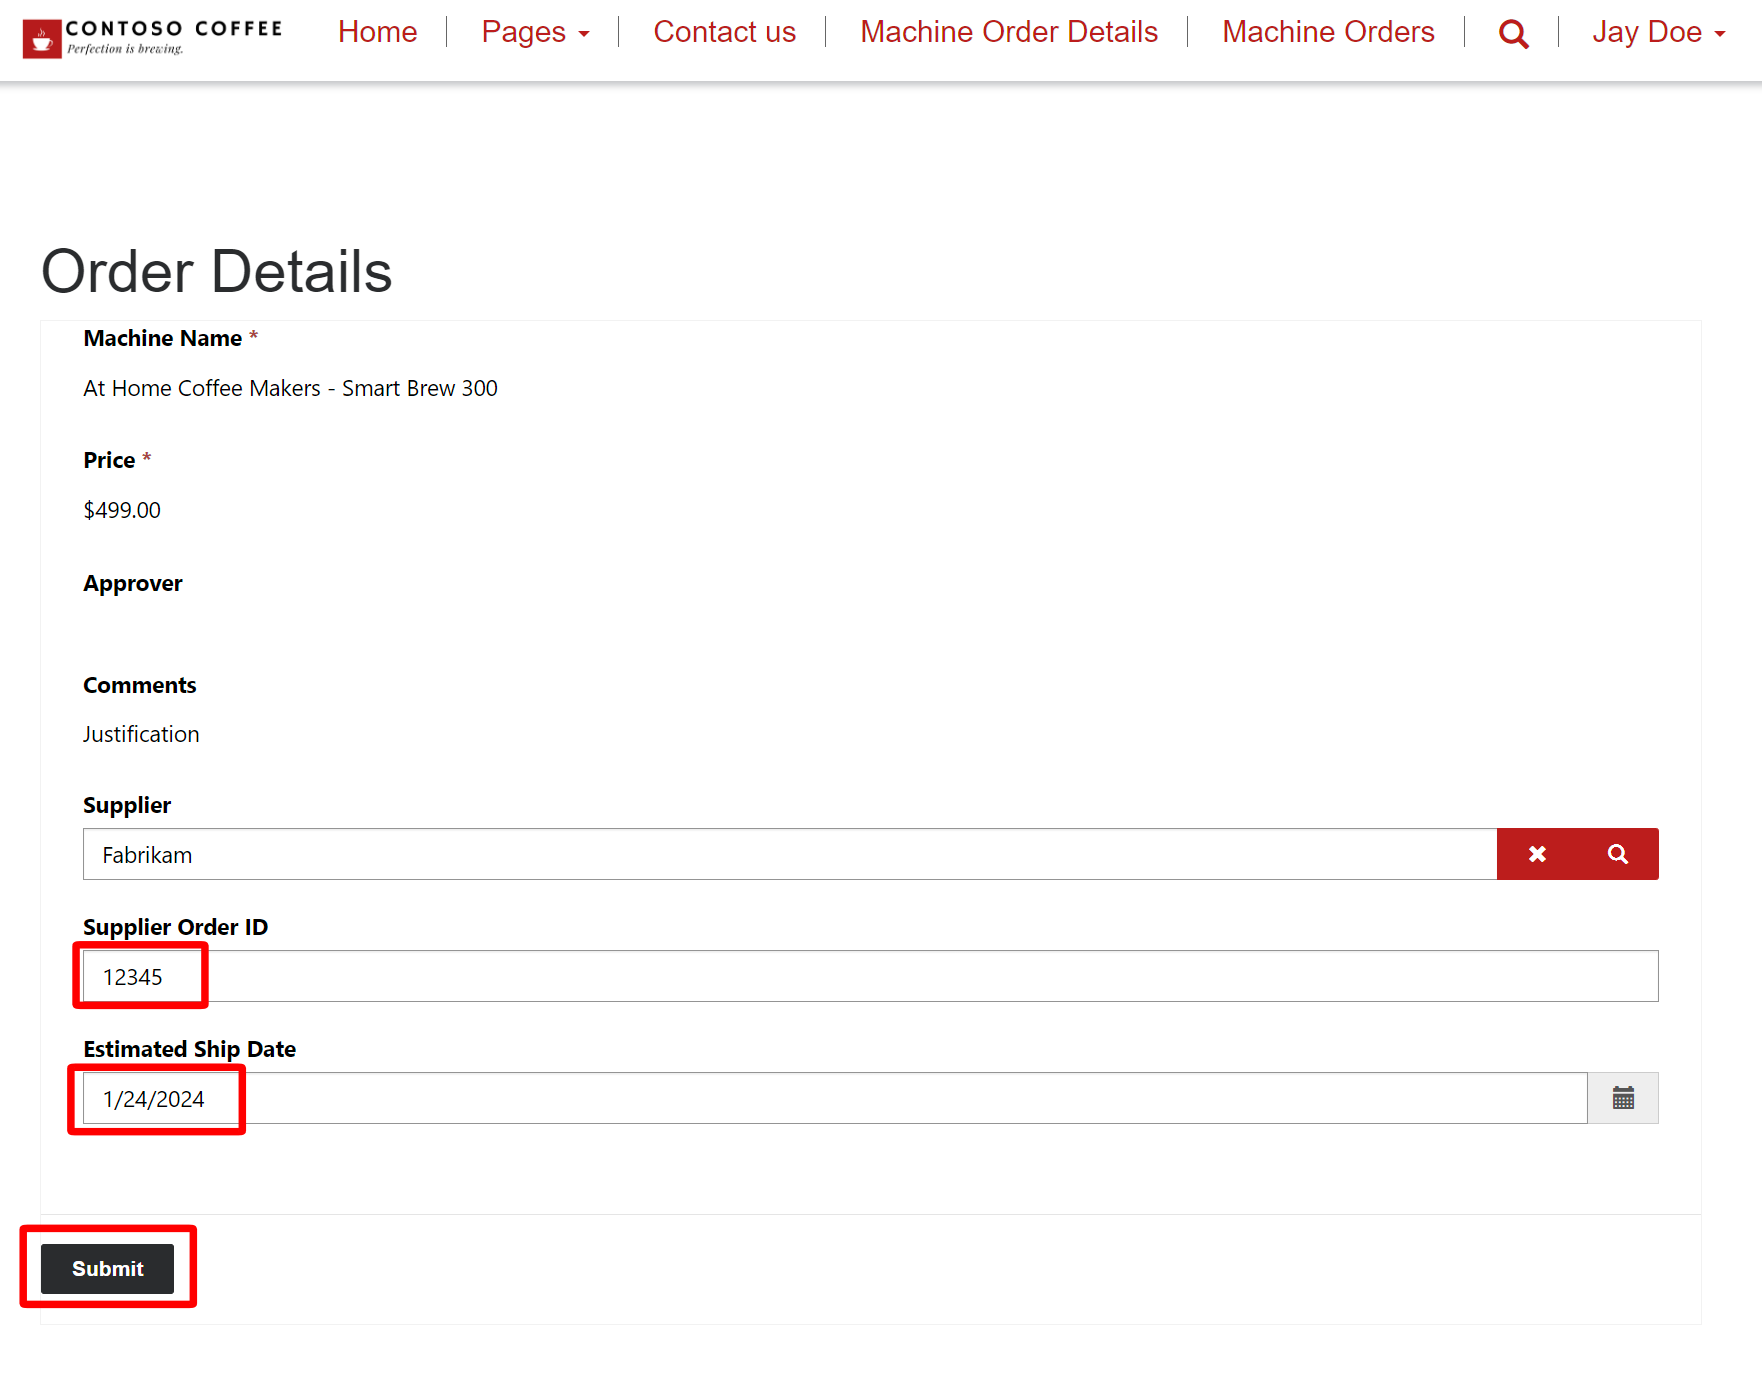 CONTOSO COFFEE
Perfection is brewing.
Home
Pages
Contact us
Machine Order Details
Machine Orders
Jay Doe
Order Details
Machine Name *
At Home Coffee Makers - Smart Brew 300
Price *
$499.00
Approver
Comments
Justification
Supplier
Fabrikam
Supplier Order ID
12345
Estimated Ship Date
1/24/2024
Submit